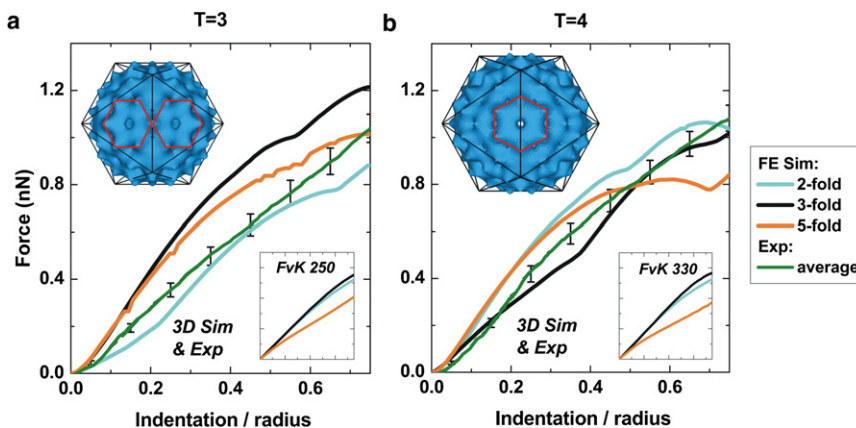 a
T=3
b
T=4
Force (nN)
1.2
0.8
0.4
0.0
FvK 250
3D Sim
& Exp
0.0 0.2 0.4 0.6
Indentation / radius
1.2
0.8
0.4
0.0
FvK 330
3D Sim
& Exp
0.0 0.2 0.4 0.6
Indentation / radius
FE Sim:
2-fold
3-fold
5-fold
Exp:
average